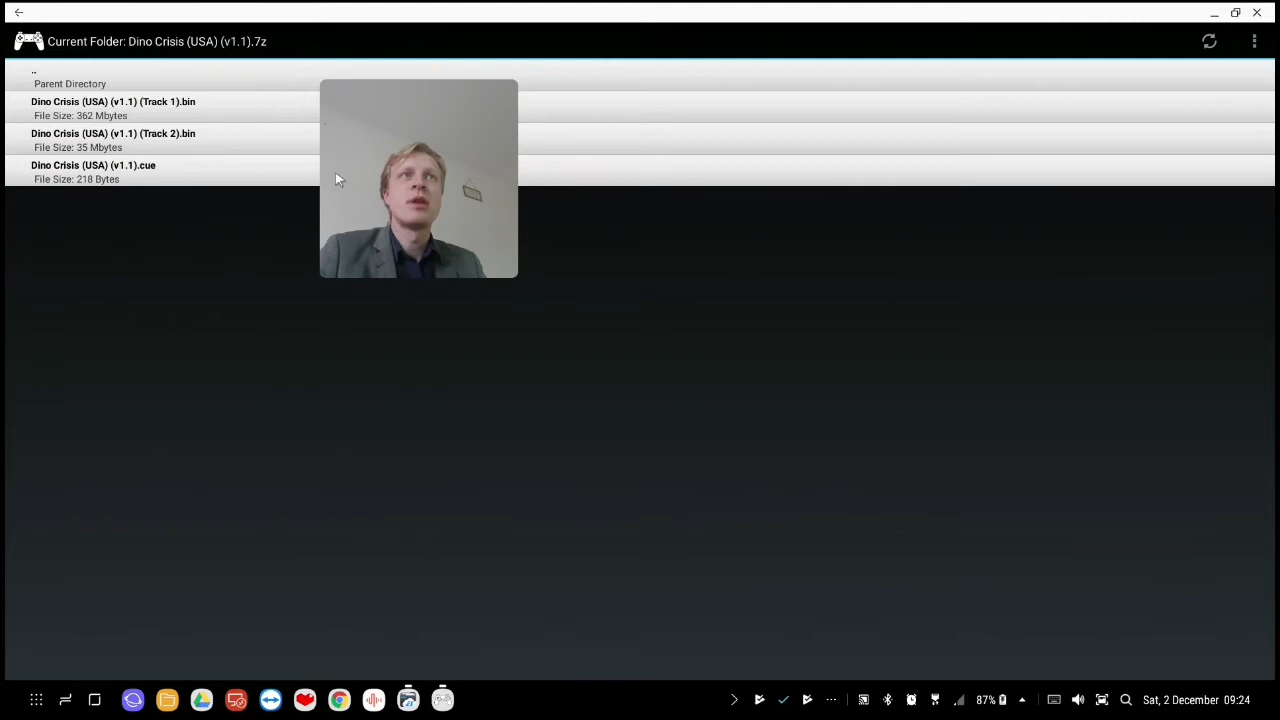 Current Folder: Dino Crisis (USA) (v1.1).7z
..
Parent Directory
Dino Crisis (USA) (v1.1) (Track 1).bin
File Size: 362 Mbytes
Dino Crisis (USA) (v1.1) (Track 2).bin
File Size: 35 Mbytes
Dino Crisis (USA) (v1.1).cue
File Size: 218 Bytes
87% Sat, 2 December 09:24